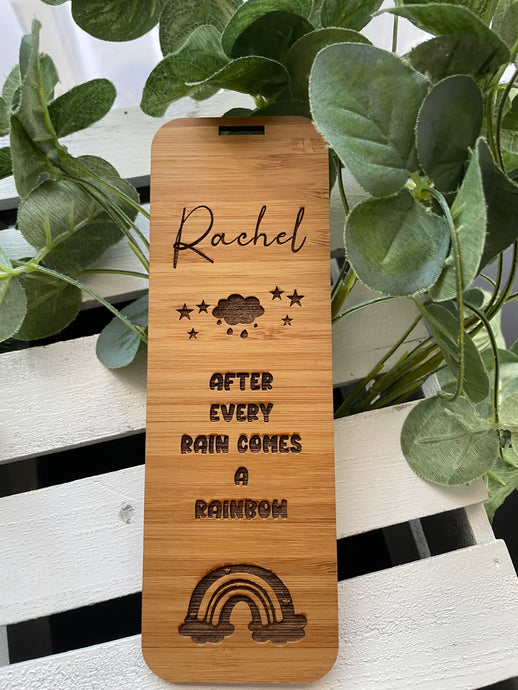 Rachel
AFTER
EVERY
RAIN COMES
A
RAINBOW